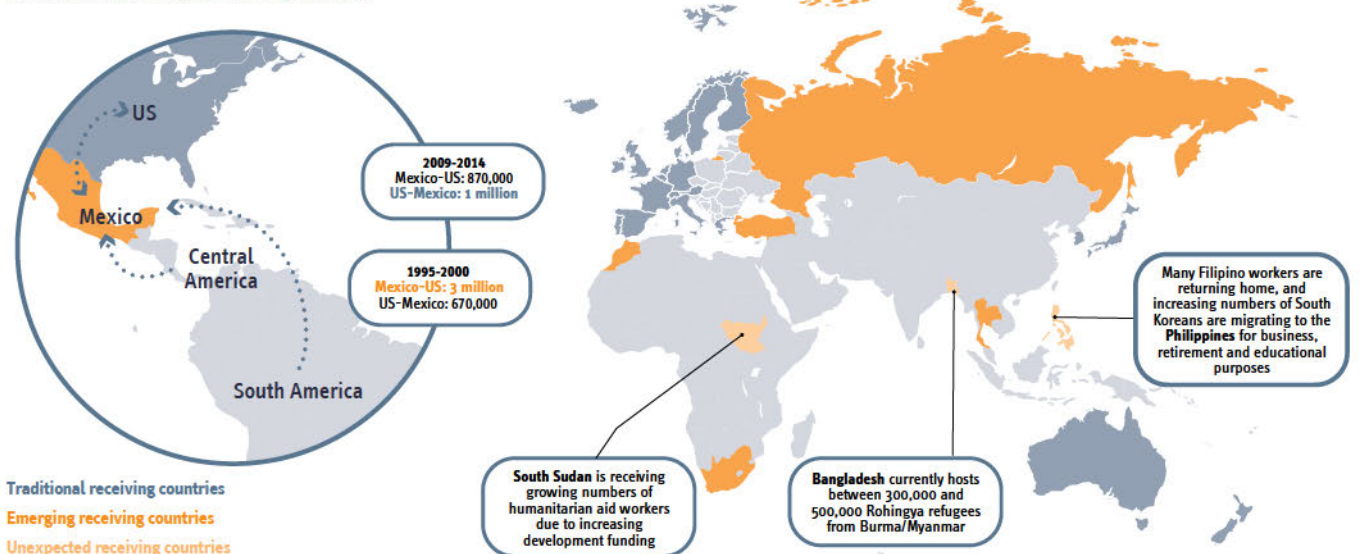 US
Mexico
Central
America
South America
2009-2014
Mexico-US: 870,000
US-Mexico: 1 million
1995-2000
Mexico-US: 3 million
US-Mexico: 670,000
Many Filipino workers are
returning home, and
increasing numbers of South
Koreans are migrating to the
Philippines for business,
retirement and educational
purposes
South Sudan is receiving
growing numbers of
humanitarian aid workers
due to increasing
development funding
Bangladesh currently hosts
between 300,000 and
500,000 Rohingya refugees
from Burma/Myanmar
Traditional receiving countries
Emerging receiving countries
Unexpected receiving countries